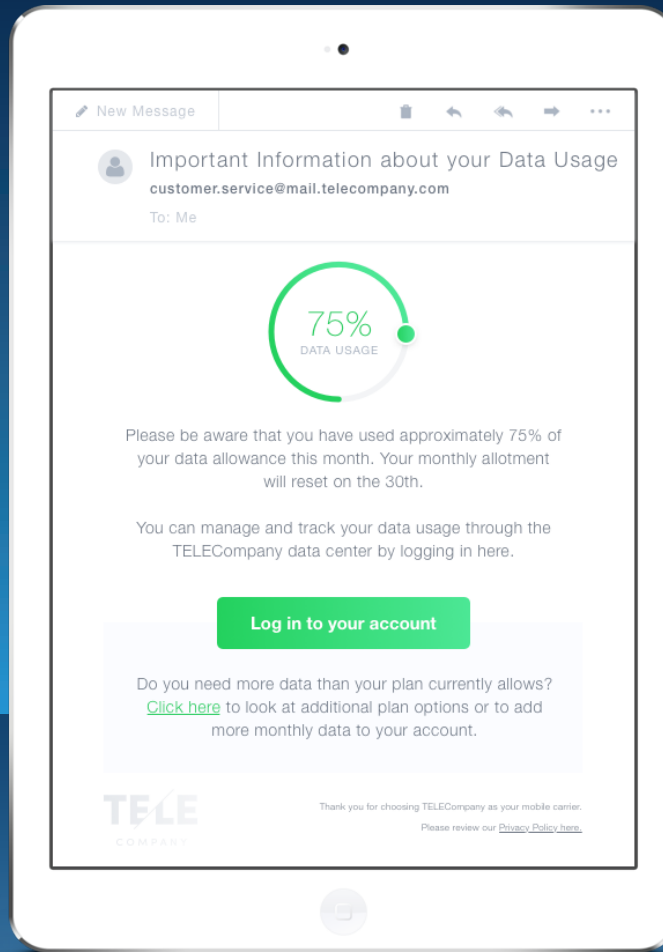 New Message
Important Information about your Data Usage
customer.service@mail.telecompany.com
To: Me
75%
DATA USAGE
Please be aware that you have used approximately 75% of
your data allowance this month. Your monthly allotment
will reset on the 30th.
You can manage and track your data usage through the
TELECompany data center by logging in here.
Log in to your account
Do you need more data than your plan currently allows?
Click here to look at additional plan options or to add
more monthly data to your account.
TELE
COMPANY
Thank you for choosing TELECompany as your mobile carrier.
Please review our Privacy Policy here.